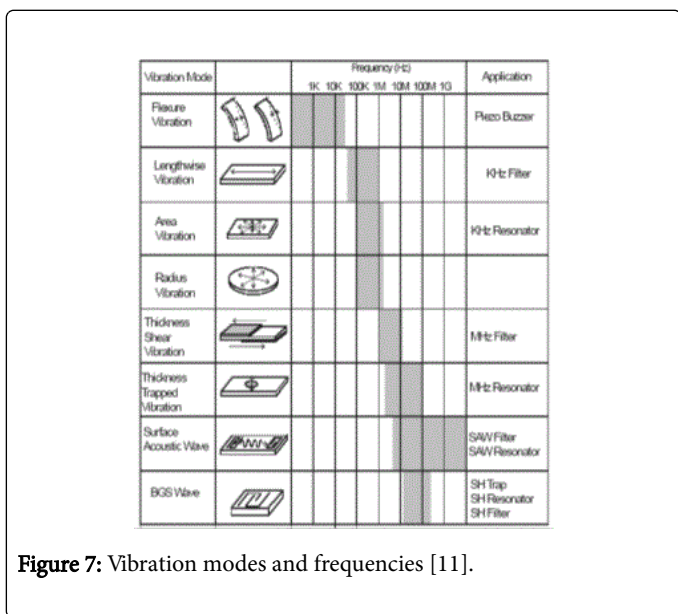 Vibration Mode
Frequency (Hz)
1K 10K 100K 1M 10M 100M 1G
Application
Flexure
Vibration
Piezo Buzzer
Lengthwise
Vibration
KHz Filter
Area
Vibration
KHz Resonator
Radius
Vibration
Thickness
Shear
Vibration
MHz Filter
Thickness
Trapped
Vibration
MHz Resonator
Surface
Acoustic Wave
SAW Filter
SAW Resonator
BGS Wave
SH Trap
SH Resonator
SH Filter
Figure 7: Vibration modes and frequencies [11].